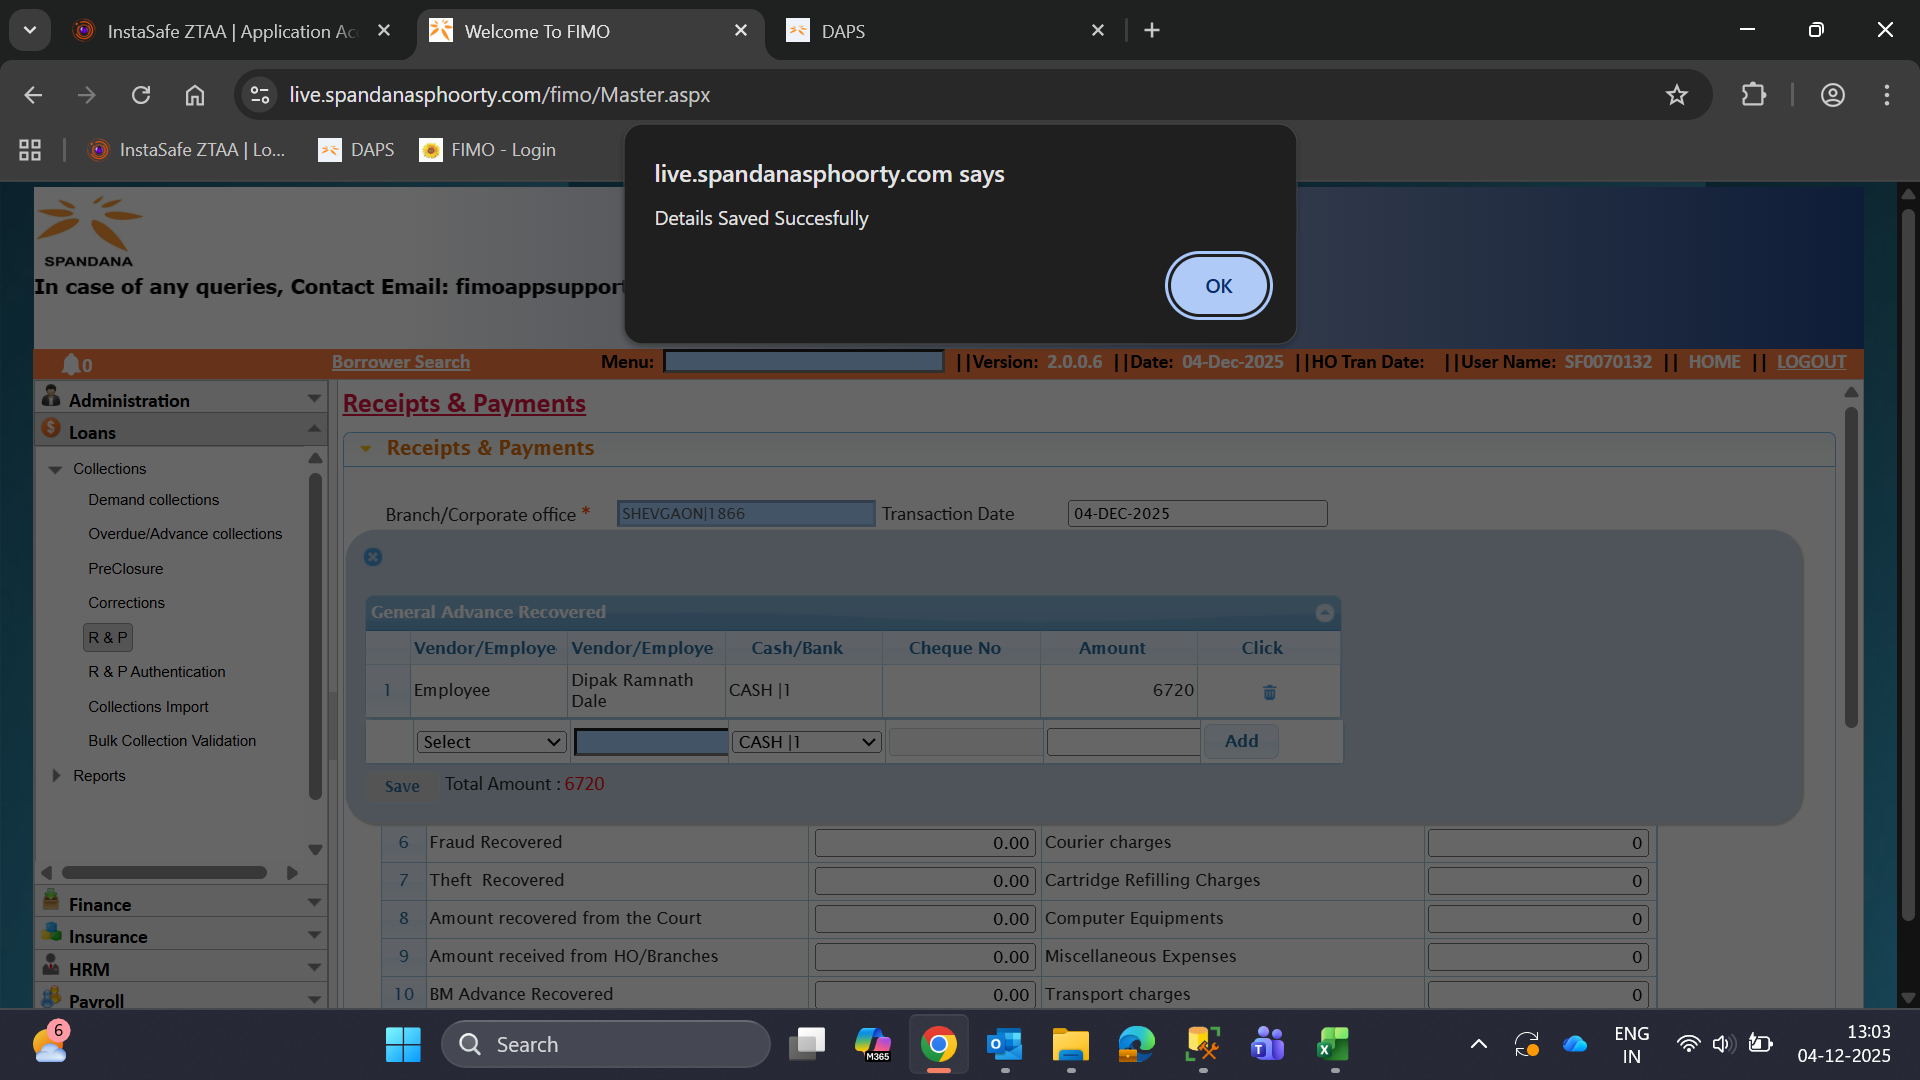 InstaSafe ZTAA | Application Acc
Welcome To FIMO
DAPS
live.spandanasphoorty.com/fimo/Master.aspx
InstaSafe ZTAA | Lo...
DAPS
FIMO - Login
live.spandanasphoorty.com says
Details Saved Succesfully
OK
SPANDANA
In case of any queries, Contact Email: fimoappsupport
0
Borrower Search
Menu:
||Version: 2.0.0.6 ||Date: 04-Dec-2025 ||HO Tran Date: ||User Name: SF0070132 || HOME || LOGOUT
Administration
Loans
Collections
Demand collections
Overdue/Advance collections
PreClosure
Corrections
R & P
R & P Authentication
Collections Import
Bulk Collection Validation
Reports
Finance
Insurance
HRM
Payroll
Receipts & Payments
Receipts & Payments
Branch/Corporate office * SHEVGAON|1866 Transaction Date 04-DEC-2025
General Advance Recovered
Vendor/Employe Vendor/Employe Cash/Bank Cheque No Amount Click
1 Employee Dipak Ramnath Dale CASH |1 6720
Select CASH |1 Add
Save Total Amount : 6720
6 Fraud Recovered 0.00 Courier charges 0
7 Theft Recovered 0.00 Cartridge Refilling Charges 0
8 Amount recovered from the Court 0.00 Computer Equipments 0
9 Amount received from HO/Branches 0.00 Miscellaneous Expenses 0
10 BM Advance Recovered 0.00 Transport charges 0
6
Search
M365
ENG
IN
13:03
04-12-2025